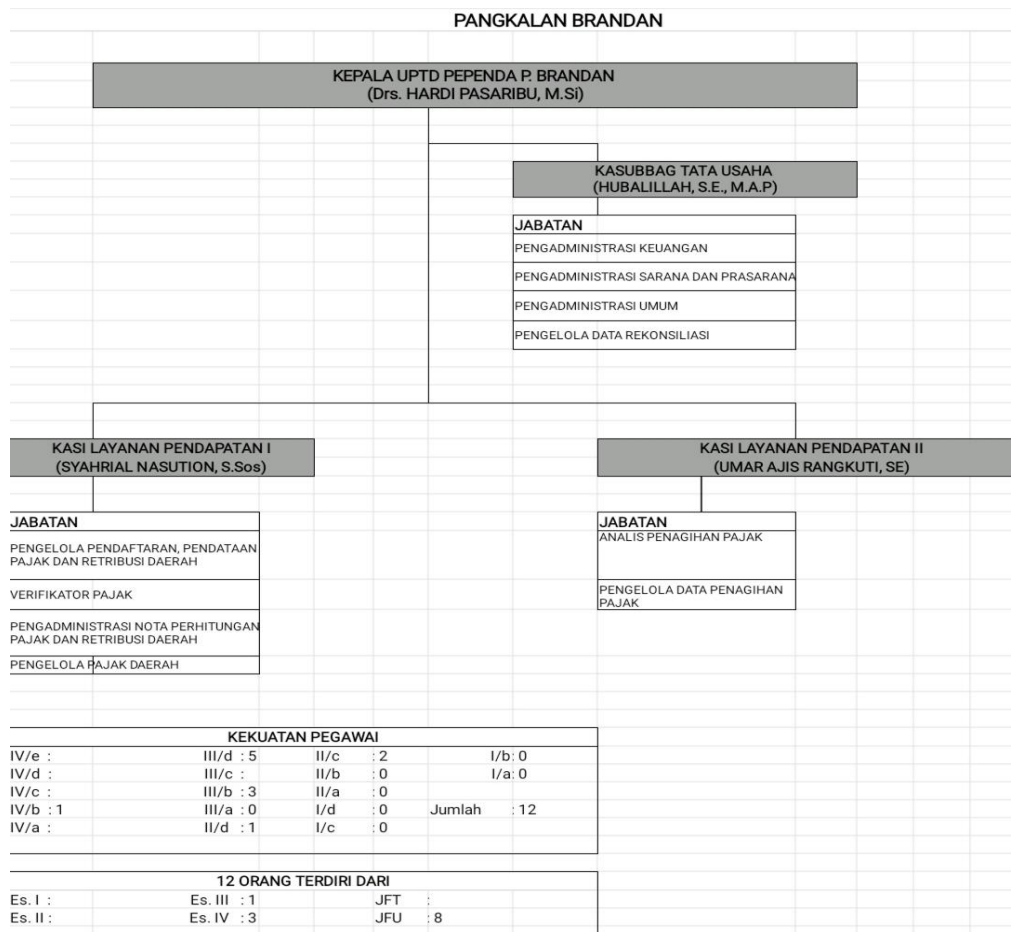 PANGKALAN BRANDAN
KEPALA UPTD PEPENDA P. BRANDAN
(Drs. HARDI PASARIBU, M.Si)
KASUBBAG TATA USAHA
(HUBALILLAH, S.E., M.A.P)
JABATAN
PENGADMINISTRASI KEUANGAN
PENGADMINISTRASI SARANA DAN PRASARANA
PENGADMINISTRASI UMUM
PENGELOLA DATA REKONSILIASI
KASI LAYANAN PENDAPATAN I
(SYAHRIAL NASUTION, S.Sos)
JABATAN
PENGELOLA PENDAFTARAN, PENDATAAN
PAJAK DAN RETRIBUSI DAERAH
VERIFIKATOR PAJAK
PENGADMINISTRASI NOTA PERHITUNGAN
PAJAK DAN RETRIBUSI DAERAH
PENGELOLA PAJAK DAERAH
KASI LAYANAN PENDAPATAN II
(UMAR AJIS RANGKUTI, SE)
JABATAN
ANALIS PENAGIHAN PAJAK
PENGELOLA DATA PENAGIHAN
PAJAK
KEKUATAN PEGAWAI
IV/e : III/d : 5 II/c : 2 I/b: 0
IV/d : III/c : II/b : 0 I/a: 0
IV/c : III/b : 3 II/a : 0
IV/b : 1 III/a : 0 I/d : 0 Jumlah : 12
IV/a : II/d : 1 I/c : 0
12 ORANG TERDIRI DARI
Es. I : Es. III : 1 JFT :
Es. II : Es. IV : 3 JFU : 8